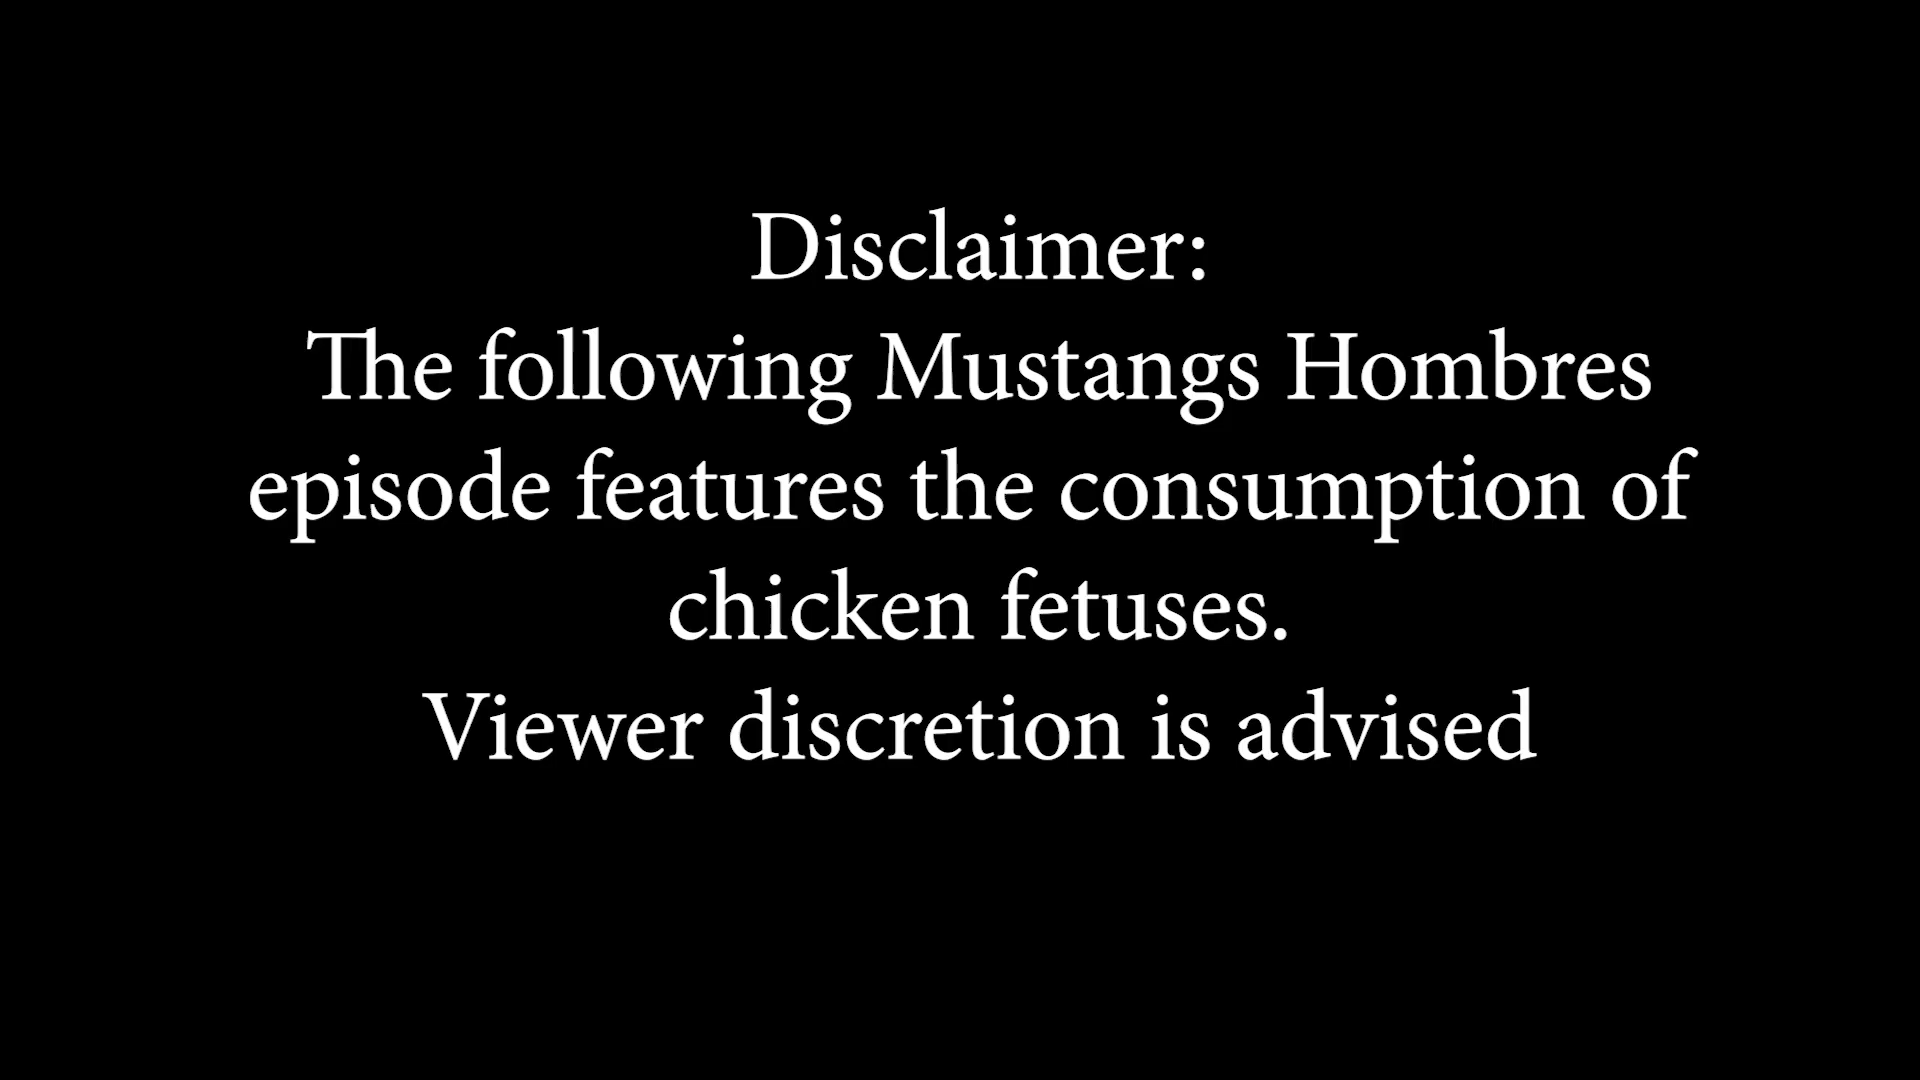 Disclaimer:
The following Mustangs Hombres
episode features the consumption of
chicken fetuses.
Viewer discretion is advised